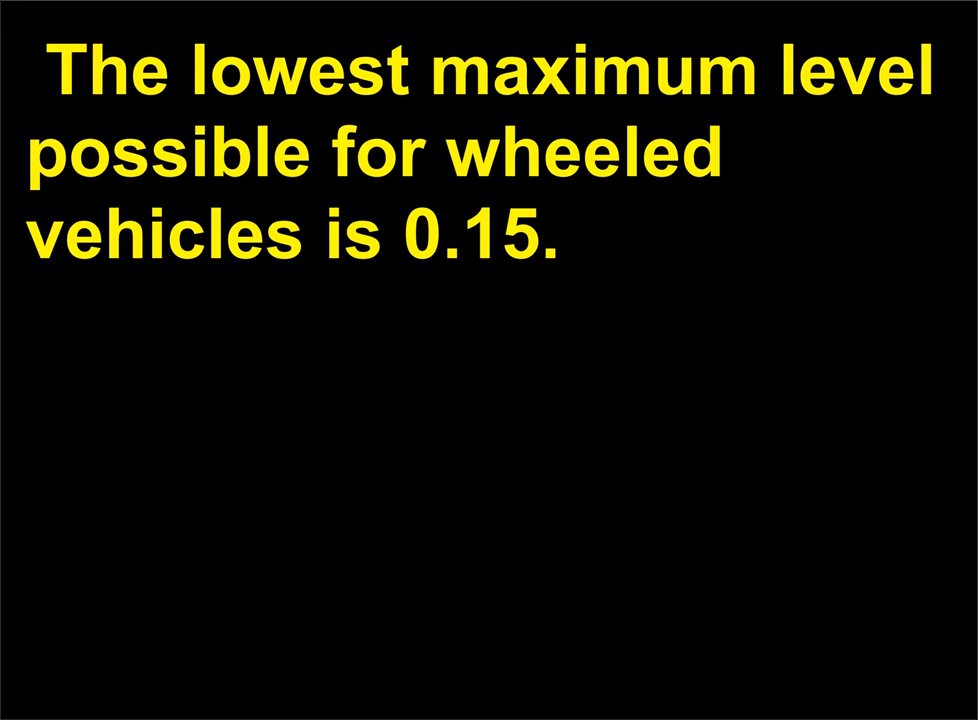 The lowest maximum level
possible for wheeled
vehicles is 0.15.